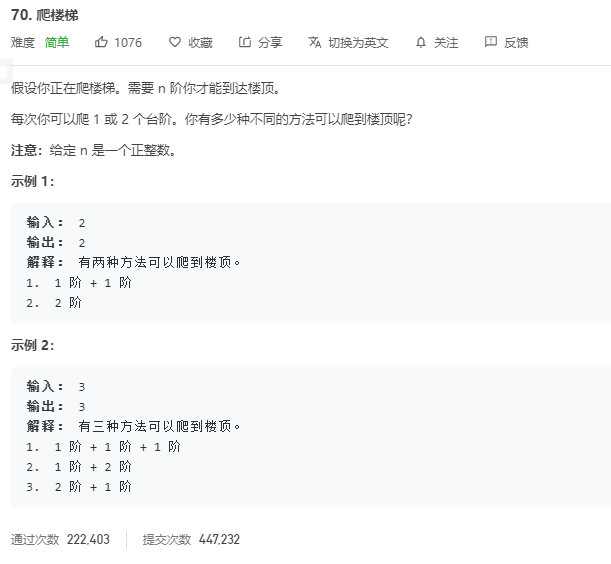 70. 爬楼梯
难度 简单 1076 收藏 分享 切换为英文 关注 反馈
假设你正在爬楼梯。需要 n 阶你才能到达楼顶。
每次你可以爬 1 或 2 个台阶。你有多少种不同的方法可以爬到楼顶呢?
注意：给定 n 是一个正整数。
示例 1：
输入： 2
输出： 2
解释： 有两种方法可以爬到楼顶。
1. 1 阶 + 1 阶
2. 2 阶
示例 2：
输入： 3
输出： 3
解释： 有三种方法可以爬到楼顶。
1. 1 阶 + 1 阶 + 1 阶
2. 1 阶 + 2 阶
3. 2 阶 + 1 阶
通过次数 222,403 提交次数 447,232